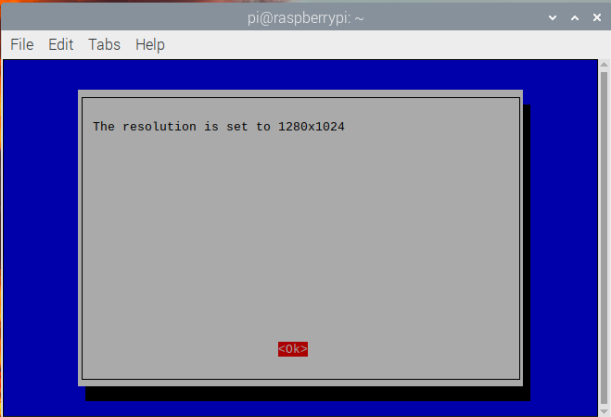 pi@raspberrypi: ~
File Edit Tabs Help
The resolution is set to 1280x1024
<Ok>